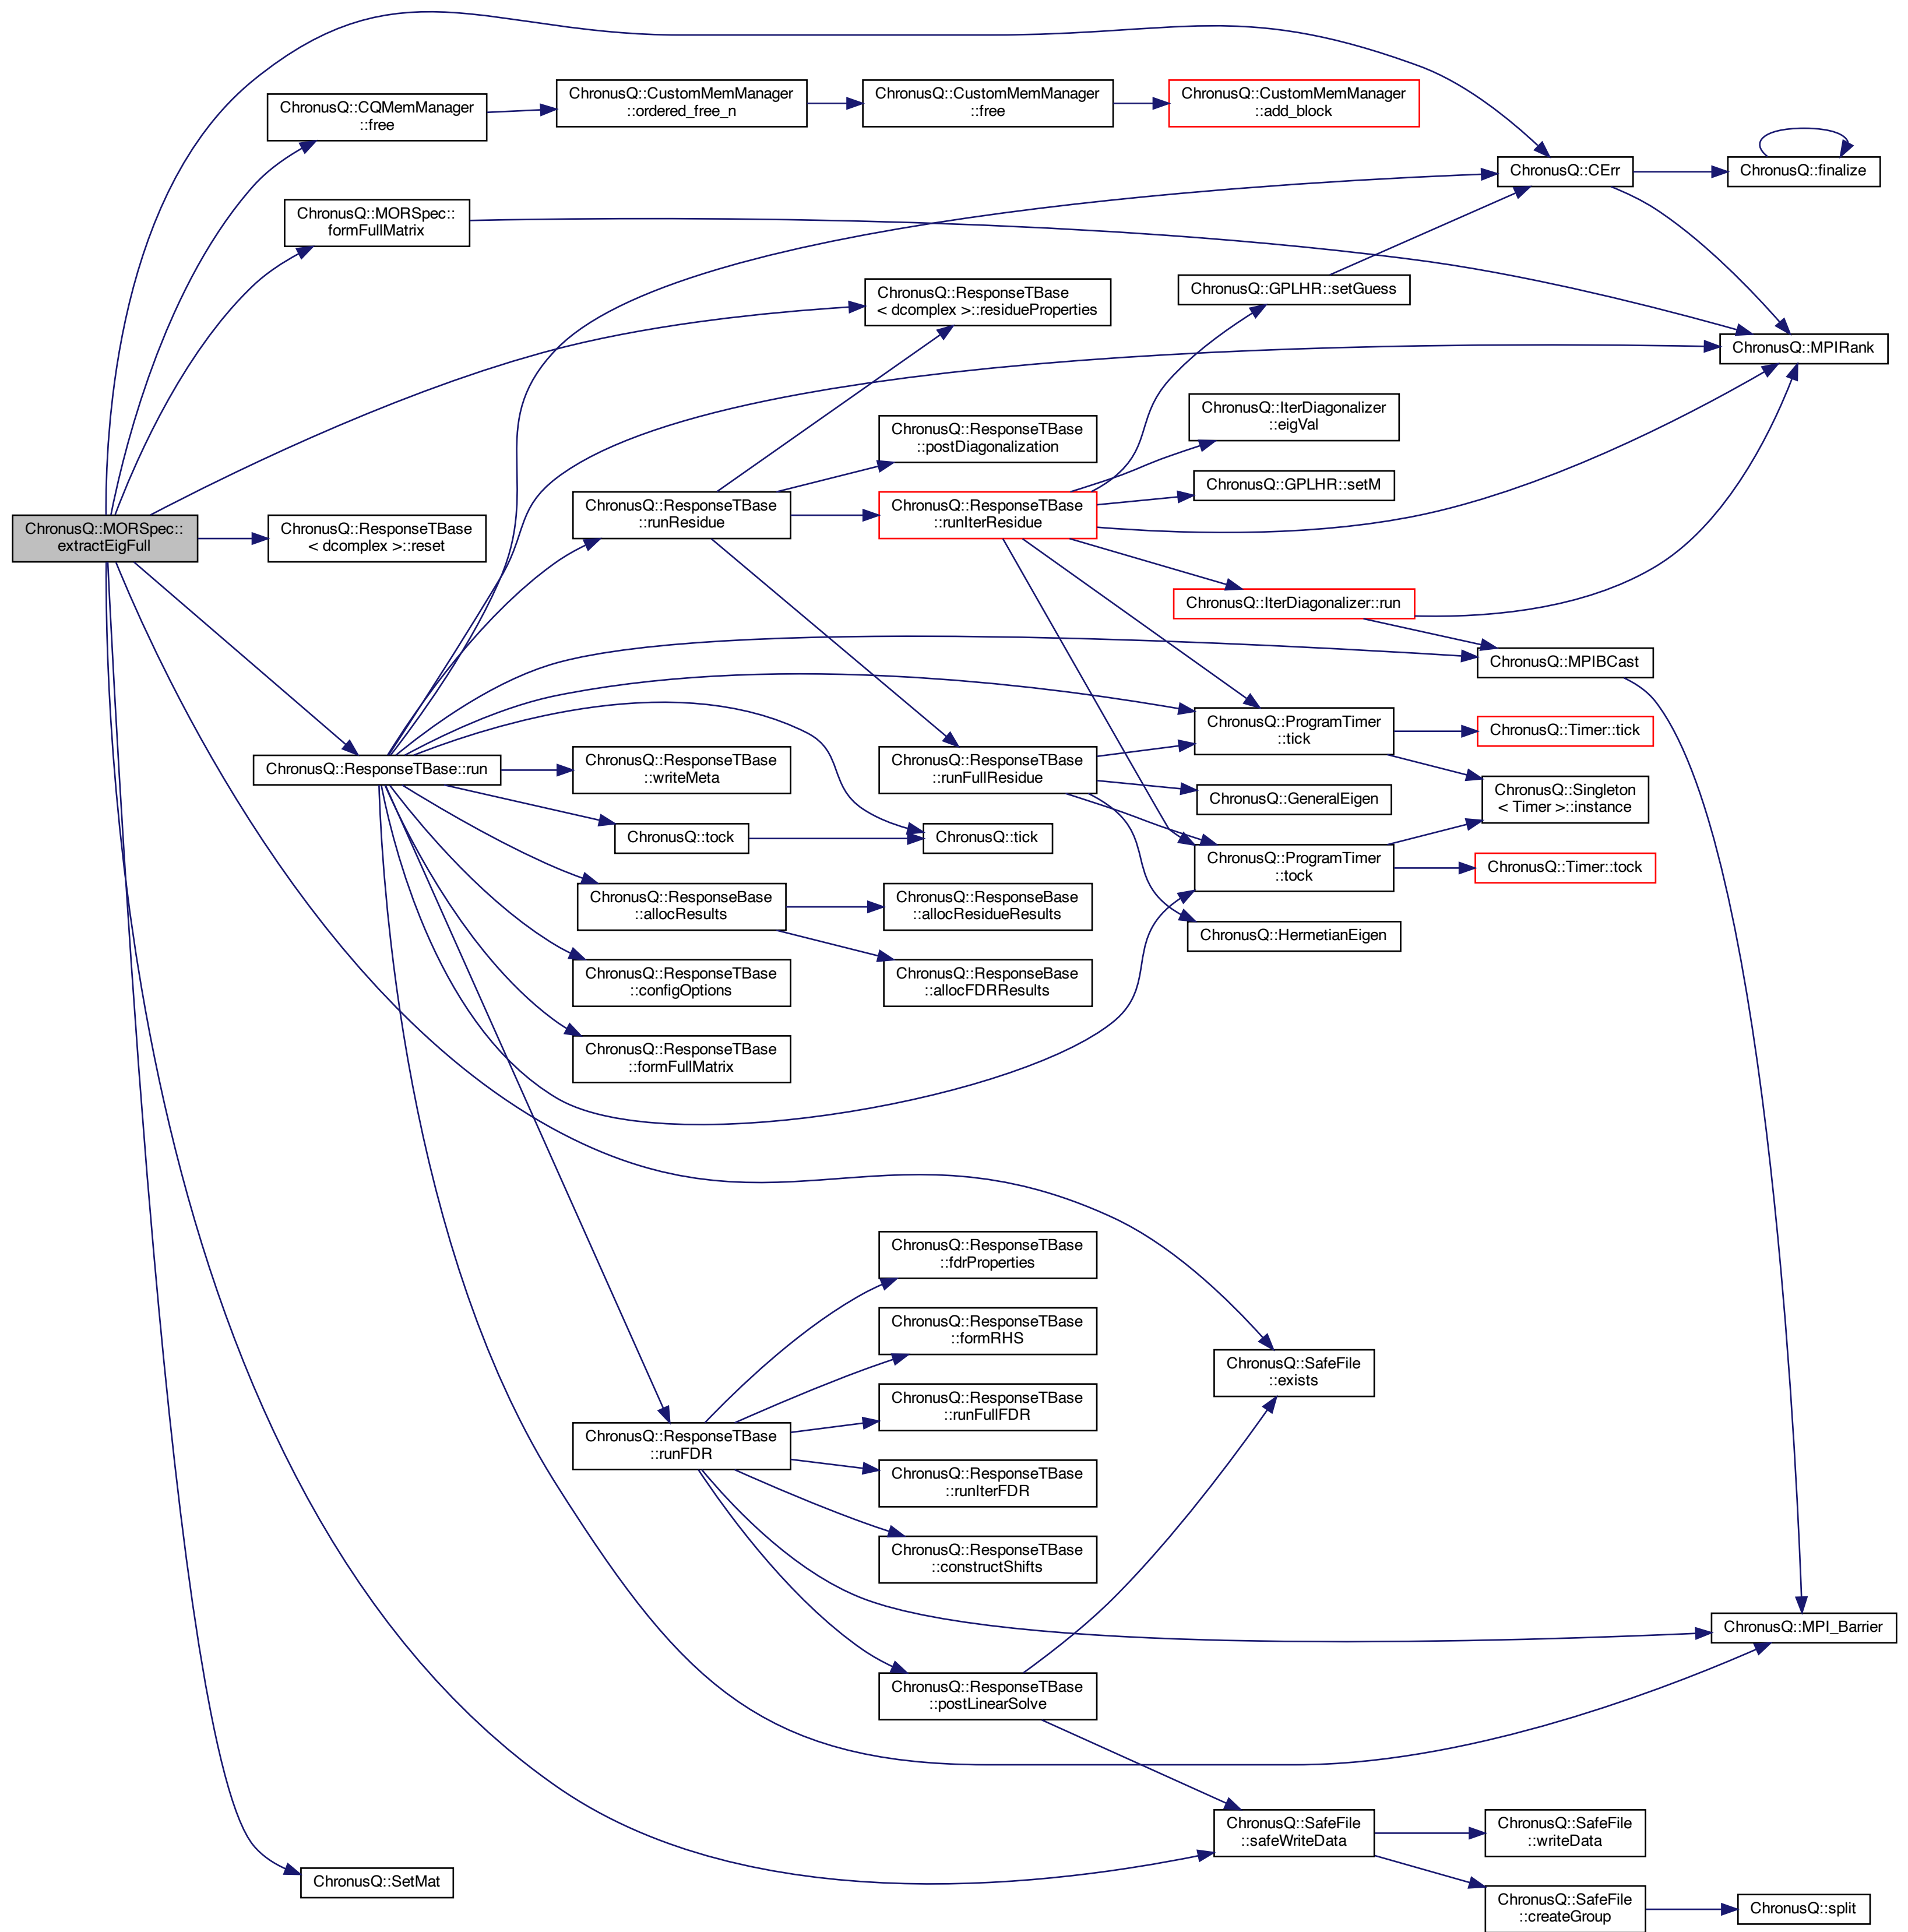 ChronusQ::MORSpec::
extractEigFull
ChronusQ::CQMemManager
::free
ChronusQ::CustomMemManager
::ordered_free_n
ChronusQ::CustomMemManager
::free
ChronusQ::CustomMemManager
::add_block
ChronusQ::CErr
ChronusQ::finalize
ChronusQ::MORSpec::
formFullMatrix
ChronusQ::ResponseTBase
< dcomplex >::residueProperties
ChronusQ::GPLHR::setGuess
ChronusQ::MPIRank
ChronusQ::ResponseTBase
::postDiagonalization
ChronusQ::IterDiagonalizer
::eigVal
ChronusQ::GPLHR::setM
ChronusQ::ResponseTBase
< dcomplex >::reset
ChronusQ::ResponseTBase
::runResidue
ChronusQ::ResponseTBase
::runIterResidue
ChronusQ::IterDiagonalizer::run
ChronusQ::MPIBCast
ChronusQ::ResponseTBase::run
ChronusQ::ResponseTBase
::writeMeta
ChronusQ::tock
ChronusQ::tick
ChronusQ::ResponseTBase
::runFullResidue
ChronusQ::ProgramTimer
::tick
ChronusQ::Timer::tick
ChronusQ::GeneralEigen
ChronusQ::Singleton
< Timer >::instance
ChronusQ::ProgramTimer
::tock
ChronusQ::Timer::tock
ChronusQ::HermetianEigen
ChronusQ::ResponseBase
::allocResults
ChronusQ::ResponseBase
::allocResidueResults
ChronusQ::ResponseBase
::allocFDRResults
ChronusQ::ResponseTBase
::configOptions
ChronusQ::ResponseTBase
::formFullMatrix
ChronusQ::ResponseTBase
::fdrProperties
ChronusQ::ResponseTBase
::formRHS
ChronusQ::SafeFile
::exists
ChronusQ::ResponseTBase
::runFullFDR
ChronusQ::ResponseTBase
::runFDR
ChronusQ::ResponseTBase
::runIterFDR
ChronusQ::ResponseTBase
::constructShifts
ChronusQ::MPI_Barrier
ChronusQ::ResponseTBase
::postLinearSolve
ChronusQ::SafeFile
::safeWriteData
ChronusQ::SafeFile
::writeData
ChronusQ::SetMat
ChronusQ::SafeFile
::createGroup
ChronusQ::split